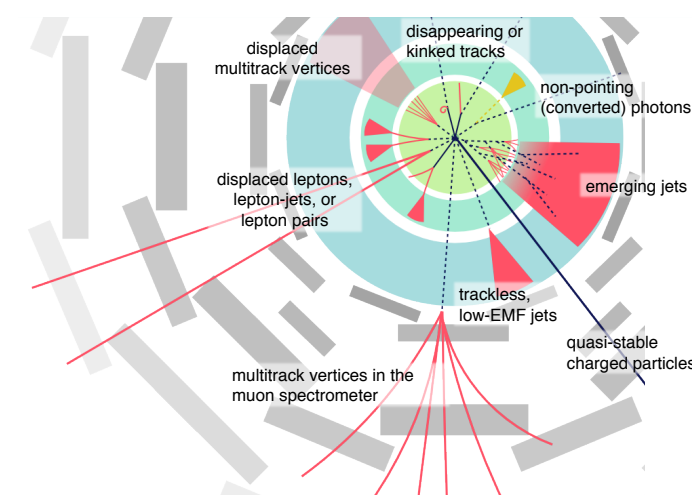 disappearing or
kinked tracks
displaced
multitrack vertices
non-pointing
(converted) photons
displaced leptons,
lepton-jets, or
lepton pairs
emerging jets
trackless,
low-EMF jets
quasi-stable
charged particles
multitrack vertices in the
muon spectrometer